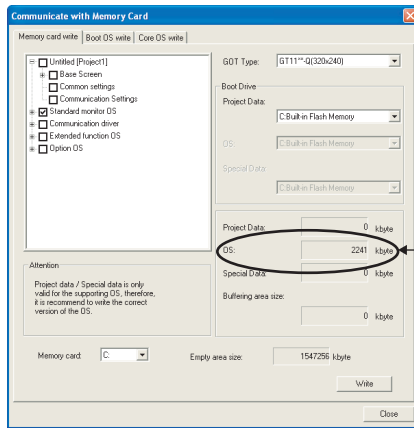 Communicate with Memory Card
Memory card write Boot OS write Core OS write
Untitled [Project1]
Base Screen
Common settings
Communication Settings
Standard monitor OS
Communication driver
Extended function OS
Option OS
GOT Type: GT11**-Q(320x240)
Boot Drive
Project Data:
C:Built-in Flash Memory
OS: C:Built-in Flash Memory
Special Data:
C:Built-in Flash Memory
Project Data: 0 kbyte
OS: 2241 kbyte
Special Data: 0 kbyte
Buffering area size:
0 kbyte
Attention
Project data / Special data is only
valid for the supporting OS, therefore,
it is recommend to write the correct
version of the OS.
Memory card: C: Empty area size: 1547256 kbyte
Write
Close